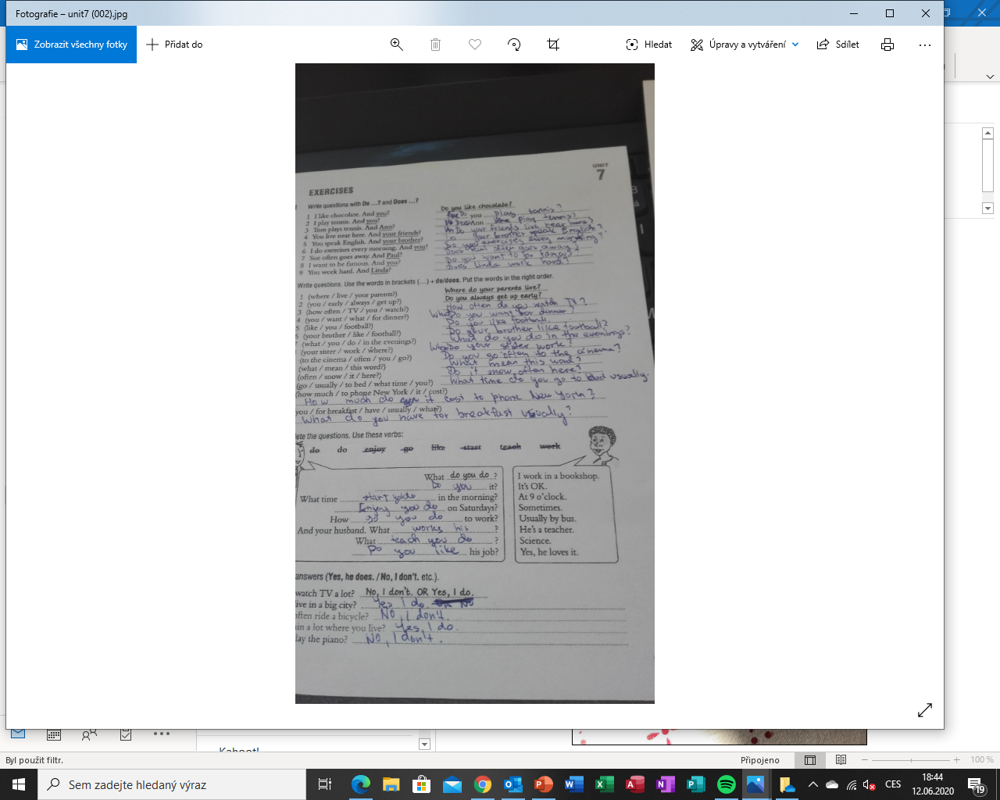 Fotografie – unit7 (002).jpg
Zobrazit všechny fotky
Přidat do
Hledat
Úpravy a vytváření
Sdílet
UNIT
7
EXERCISES
Write questions with Do ...? and Does ...?
1 I like chocolate. And you? Do you like chocolate?
2 I play tennis. And you? Do you play tennis?
3 Tom plays tennis. And Ann? Does Ann play tennis?
4 You live near here. And your friends? Do your friends live near here?
5 You speak English. And your brother? Do your brother speak English?
6 I do exercises every morning. And you? Do you exercises every morning?
7 Sue often goes away. And Paul? Does Paul often goes away?
8 I want to be famous. And you? Do you want to be famous?
9 You work hard. And Linda? Does Linda work hard?
Write questions. Use the words in brackets (...) + do/does. Put the words in the right order.
1 (where / live / your parents?) Where do your parents live?
2 (you / early / always / get up?) Do you always get up early?
3 (how often / TV / you / watch?) How often do you watch TV?
4 (you / want / what / for dinner?) What Do you want for dinner?
5 (like / you / football?) Do you like football.
(your brother / like / football?) Do your brother like football?
(what / you / do / in the evenings?) What do you do in the evenings?
(your sister / work / where?) Do your sister work?
(to the cinema / often / you / go?) Do you go often to the cinema?
(what / mean / this word?) What mean this word?
(often / snow / it / here?) Do it snow often here?
(go / usually / to bed / what time / you?) What time do you go to bed usually.
(how much / to phone New York / it / cost?)
How much do it cost to phone New York?
you / for breakfast / have / usually / what?)
What do you have for breakfast usually?
lete the questions. Use these verbs:
do do enjoy go like start teach work
What do you do ? I work in a bookshop.
Do you it? It's OK.
What time start you do in the morning? At 9 o'clock.
Enjoy you do on Saturdays? Sometimes.
How go you do to work? Usually by bus.
And your husband. What works his ? He's a teacher.
What teach you do ? Science.
Do you like his job? Yes, he loves it.
answers (Yes, he does. / No, I don't. etc.).
watch TV a lot? No, I don't. OR Yes, I do.
live in a big city? Yes I do. OR NO
often ride a bicycle? NO, I don't.
in a lot where you live? Yes, I do.
lay the piano? NO, I don't.
Kahoot!
Byl použit filtr.
Připojeno
100 %
Sem zadejte hledaný výraz
CES
18:44
12.06.2020
19